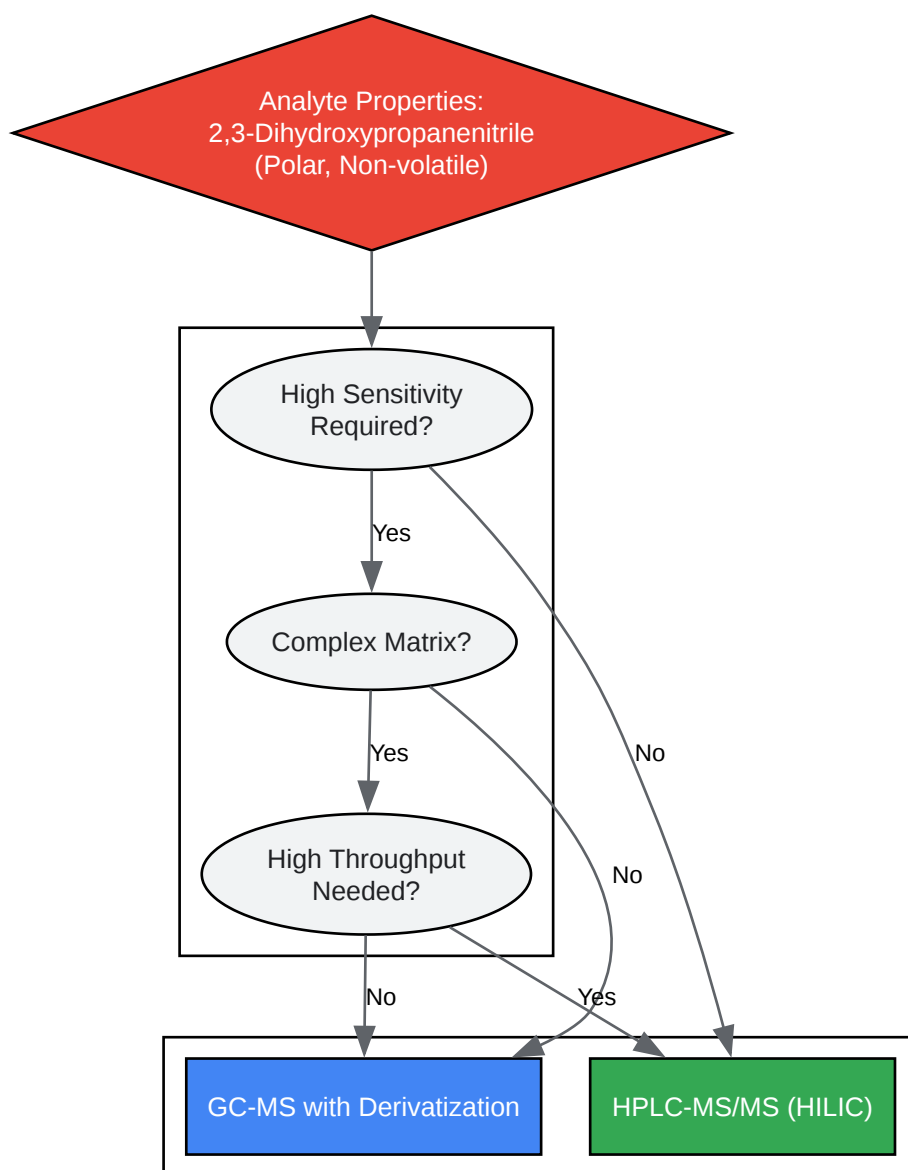 Analyte Properties:
2,3-Dihydroxypropanenitrile
(Polar, Non-volatile)
High Sensitivity
Required?
Yes
Complex Matrix?
No
Yes
High Throughput
Needed?
No
No
Yes
GC-MS with Derivatization
HPLC-MS/MS (HILIC)